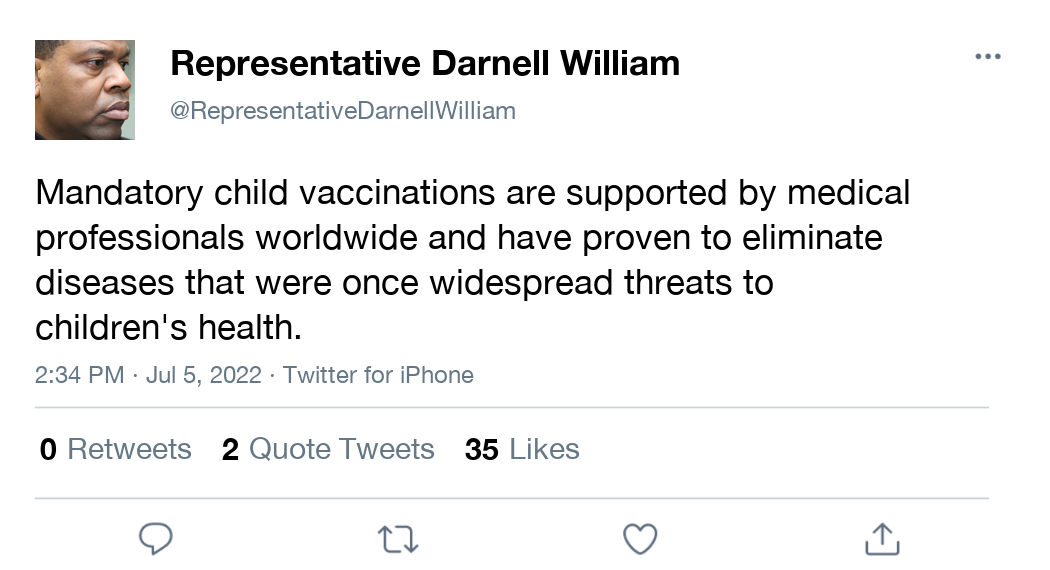 Representative Darnell William
@RepresentativeDarnellWilliam
Mandatory child vaccinations are supported by medical
professionals worldwide and have proven to eliminate
diseases that were once widespread threats to
children's health.
2:34 PM · Jul 5, 2022 · Twitter for iPhone
0 Retweets 2 Quote Tweets 35 Likes